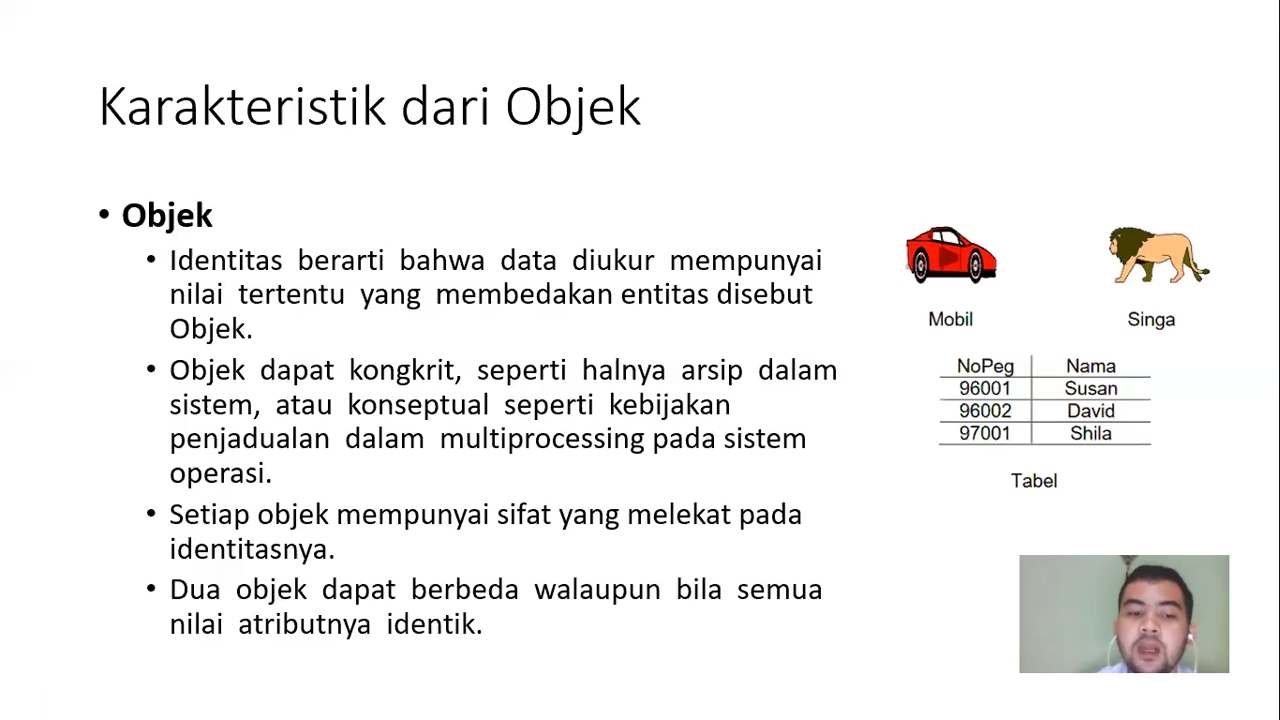 Karakteristik dari Objek
• Objek
• Identitas berarti bahwa data diukur mempunyai
nilai tertentu yang membedakan entitas disebut
Objek.
• Objek dapat kongkrit, seperti halnya arsip dalam
sistem, atau konseptual seperti kebijakan
penjadualan dalam multiprocessing pada sistem
operasi.
• Setiap objek mempunyai sifat yang melekat pada
identitasnya.
• Dua objek dapat berbeda walaupun bila semua
nilai atributnya identik.
Mobil Singa
NoPeg Nama
96001 Susan
96002 David
97001 Shila
Tabel